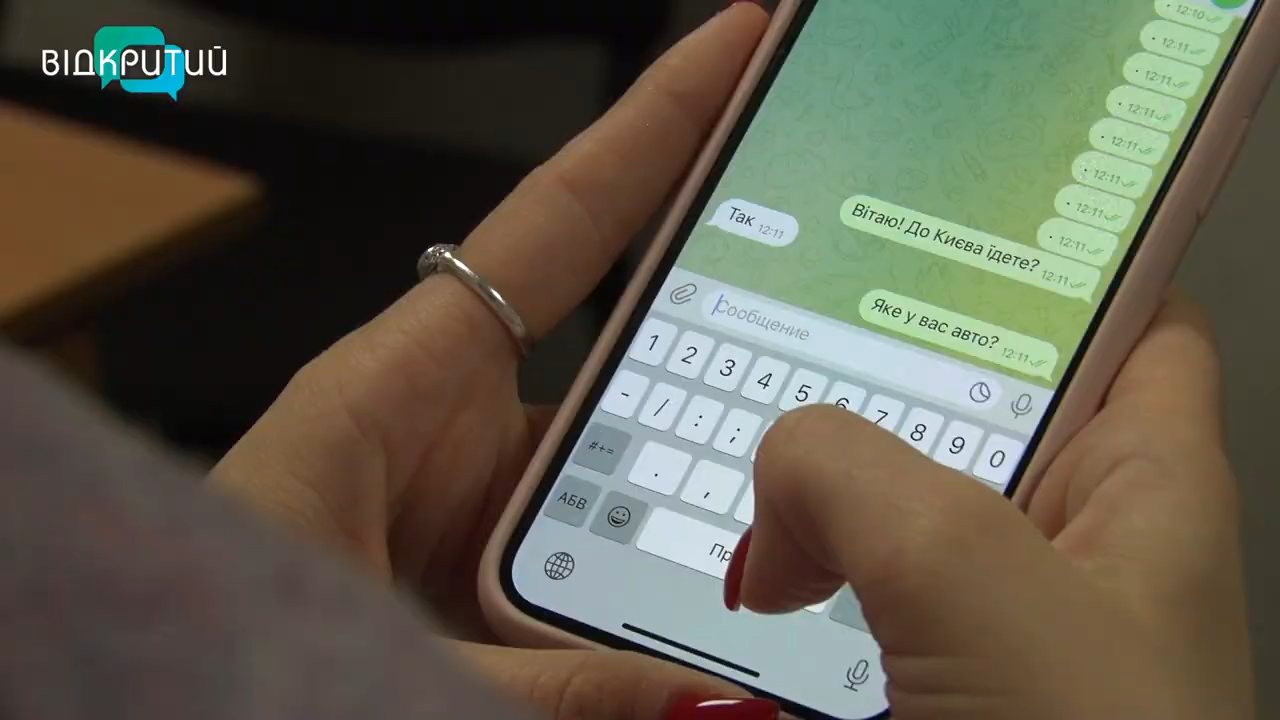 ВІДКРИТИЙ
12:10
· 12:11
· 12:11
· 12:11
· 12:11
· 12:11
· 12:11
· 12:11
Вітаю! До Києва їдете? 12:11
Так 12:11
Яке у вас авто? 12:11
Сообщение
1 2 3 4 5 6 7 8 9 0
- / : ;
#+= . ,
АБВ